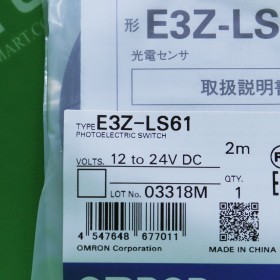 形 E3Z-LS
光電センサ
取扱説明書
TYPE E3Z-LS61
PHOTOELECTRIC SWITCH
2m
VOLTS. 12 to 24V DC
QTY.
LOT No. 03318M 1
4 547648 677011
MADE IN CHINA
OMRON Corporation